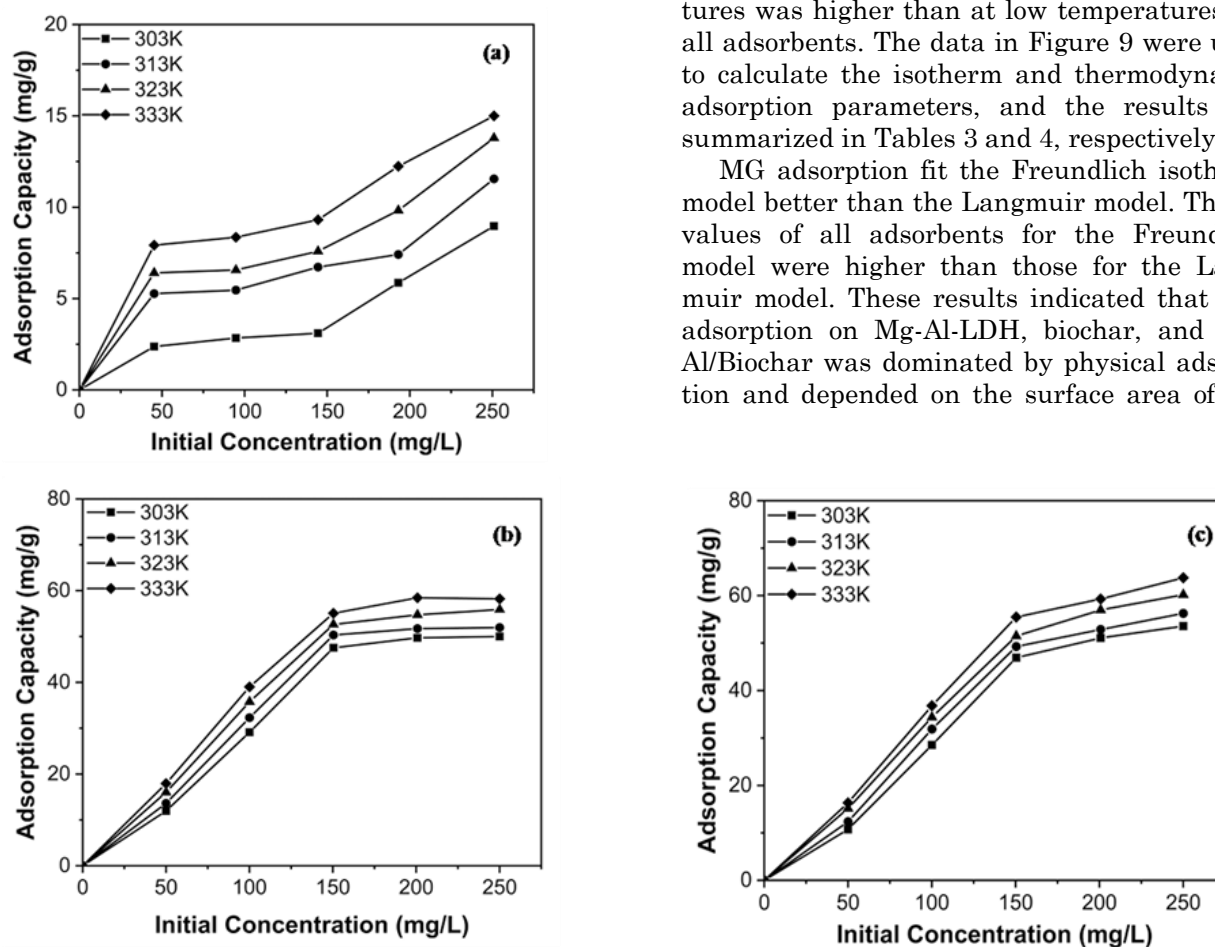 20
15
10
5
0
Adsorption Capacity (mg/g)
303K
313K
323K
333K
(a)
0 50 100 150 200 250
Initial Concentration (mg/L)
tures was higher than at low temperatures
all adsorbents. The data in Figure 9 were
to calculate the isotherm and
adsorption parameters, and the results
summarized in Tables 3 and 4, respectively
MG adsorption fit the Freundlich
model better than the Langmuir model.
values of all adsorbents for the
model were higher than those for the
muir model. These results indicated that
adsorption on Mg-Al-LDH, biochar, and
Al/Biochar was dominated by physical
tion and depended on the surface area of
80
60
40
20
0
Adsorption Capacity (mg/g)
303K
313K
323K
333K
(b)
0 50 100 150 200 250
Initial Concentration (mg/L)
80
60
40
20
0
Adsorption Capacity (mg/g)
303K
313K
323K
333K
(c)
0 50 100 150 200 250
Initial Concentration (mg/L)